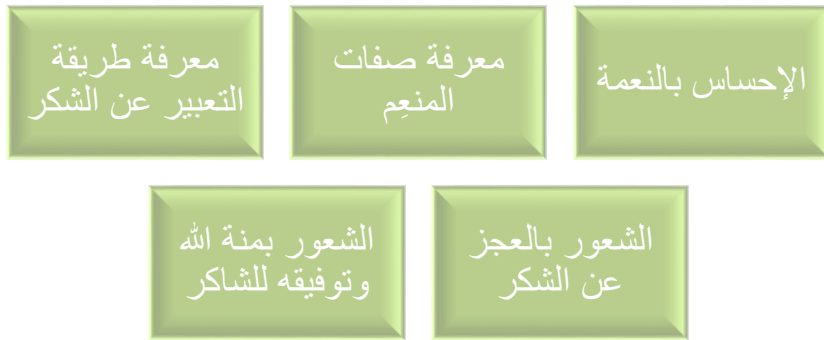 الإحساس بالنعمة
معرفة صفات
المنعِم
معرفة طريقة
التعبير عن الشكر
الشعور بالعجز
عن الشكر
الشعور بمنة الله
وتوفيقه للشاكر